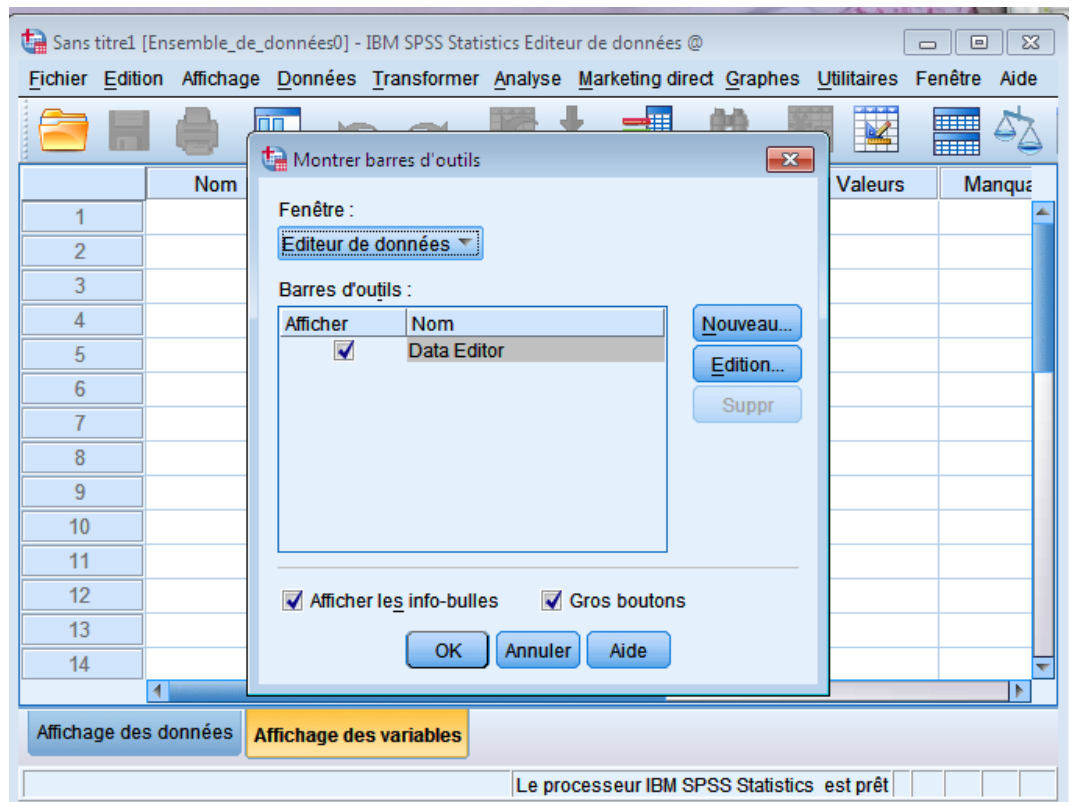 Sans titre1 [Ensemble_de_données0] - IBM SPSS Statistics Editeur de données @
Fichier Edition Affichage Données Transformer Analyse Marketing direct Graphes Utilitaires Fenêtre Aide
Montrer barres d'outils
Nom Valeurs Manqua
Fenêtre :
Editeur de données
Barres d'outils :
Afficher Nom
Data Editor
Nouveau...
Edition...
Suppr
1
2
3
4
5
6
7
8
9
10
11
12
13
14
Afficher les info-bulles Gros boutons
OK Annuler Aide
Affichage des données Affichage des variables
Le processeur IBM SPSS Statistics est prêt